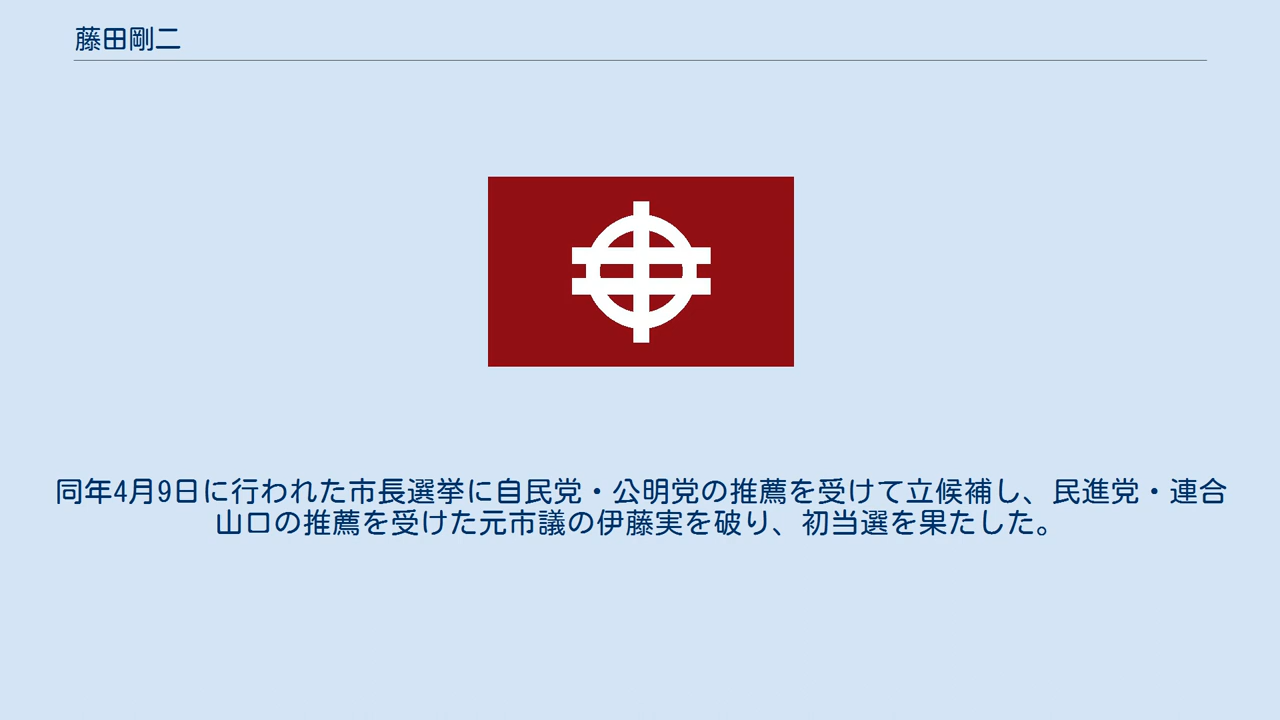 藤田剛二
同年4月9日に行われた市長選挙に自民党・公明党の推薦を受けて立候補し、民進党・連合
山口の推薦を受けた元市議の伊藤実を破り、初当選を果たした。